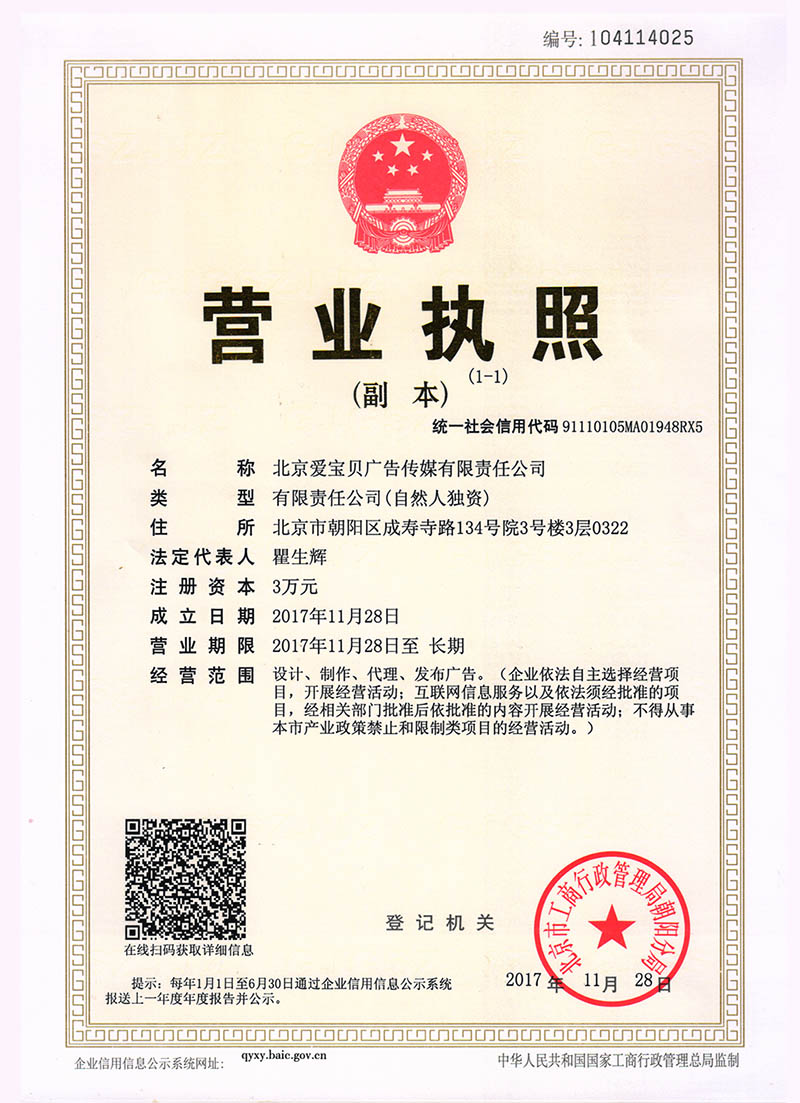 编号: 104114025
营业执照
(副 本) (1-1)
统一社会信用代码 91110105MA01948RX5
名 称 北京爱宝贝广告传媒有限责任公司
类 型 有限责任公司(自然人独资)
住 所 北京市朝阳区成寿寺路134号院3号楼3层0322
法定代表人 瞿生辉
注册资本 3万元
成立日期 2017年11月28日
营业期限 2017年11月28日至 长期
经营范围 设计、制作、代理、发布广告。（企业依法自主选择经营项
目，开展经营活动；互联网信息服务以及依法须经批准的项
目，经相关部门批准后依批准的内容开展经营活动；不得从事
本市产业政策禁止和限制类项目的经营活动。）
在线扫码获取详细信息
登记机关
北京市工商行政管理局朝阳分局
2017 年 11月 28日
提示: 每年1月1日至6月30日通过企业信用信息公示系统
报送上一年度年度报告并公示。
企业信用信息公示系统网址: qyxy.baic.gov.cn
中华人民共和国国家工商行政管理总局监制